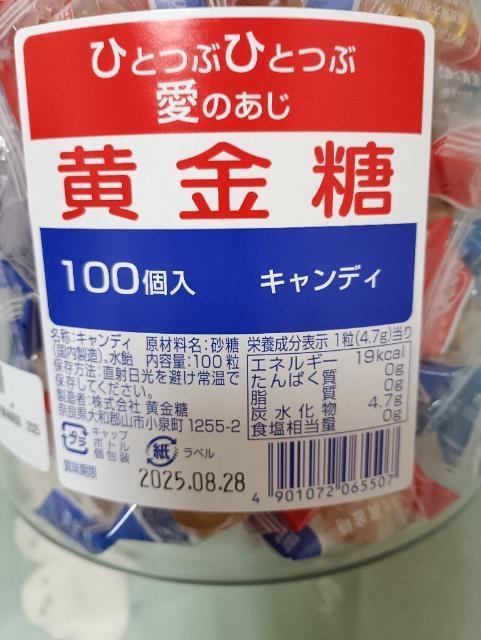 ひとつぶひとつぶ
愛のあじ
黄金糖
100個入 キャンディ
名称:キャンディ 原材料名:砂糖
(国内製造)、水飴 内容量:100粒
保存方法:直射日光を避け常温で
保存してください。
製造者:株式会社 黄金糖
奈良県大和郡山市小泉町 1255-2
プラ
キャップ
ボトル
個包装
紙
ラベル
賞味期限
2025.08.28
栄養成分表示 1粒(4.7g)当り
エネルギー 19kcal
たんぱく質 0g
脂質 0g
炭水化物 4.7g
食塩相当量 0g
4 901072 065507